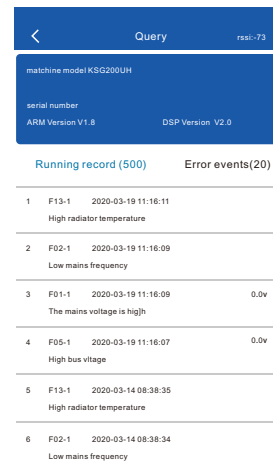 Query rssi:-73
matchine model KSG200UH
serial number
ARM Version V1.8 DSP Version V2.0
Running record (500) Error events(20)
1 F13-1 2020-03-19 11:16:11
High radiator temperature
2 F02-1 2020-03-19 11:16:09
Low mains frequency
3 F01-1 2020-03-19 11:16:09 0.0v
The mains voltage is hig]h
4 F05-1 2020-03-19 11:16:07 0.0v
High bus vltage
5 F13-1 2020-03-14 08:38:35
High radiator temperature
6 F02-1 2020-03-14 08:38:34
Low mains frequency